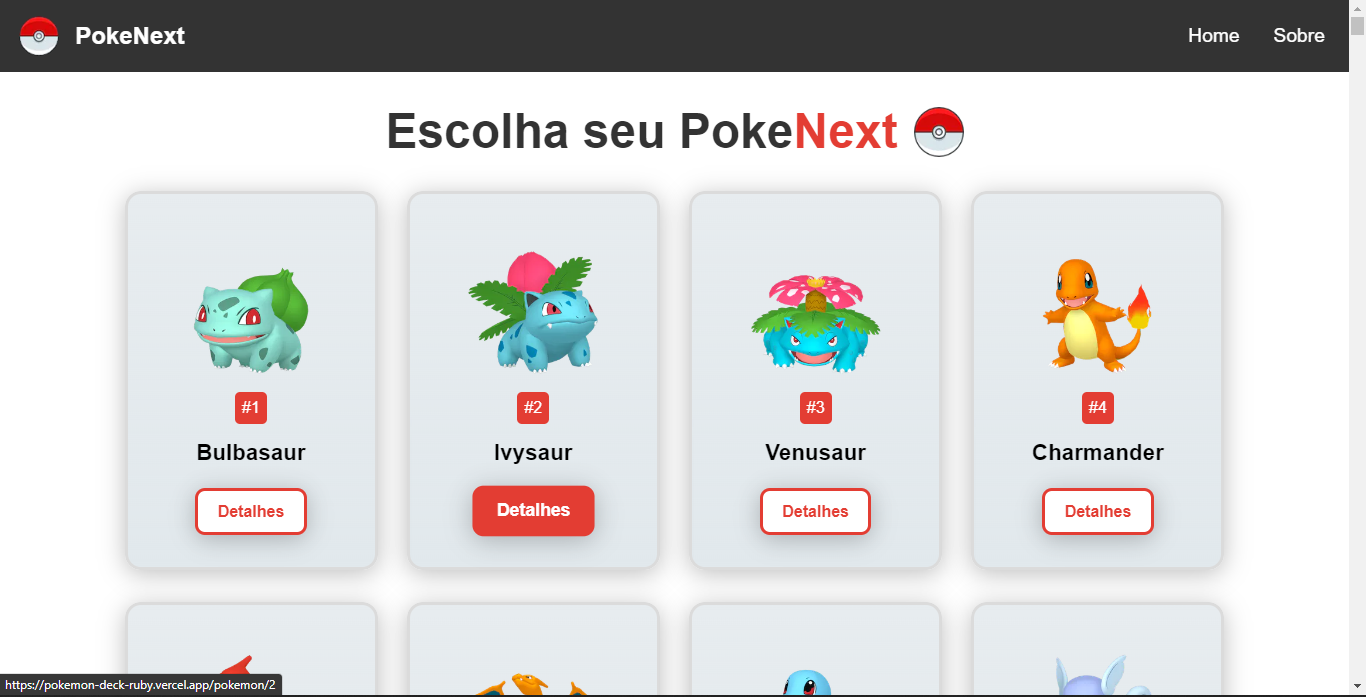 PokeNext
Home
Sobre
Escolha seu PokeNext
#1
Bulbasaur
Detalhes
#2
Ivysaur
Detalhes
#3
Venusaur
Detalhes
#4
Charmander
Detalhes
https://pokemon-deck-ruby.vercel.app/pokemon/2